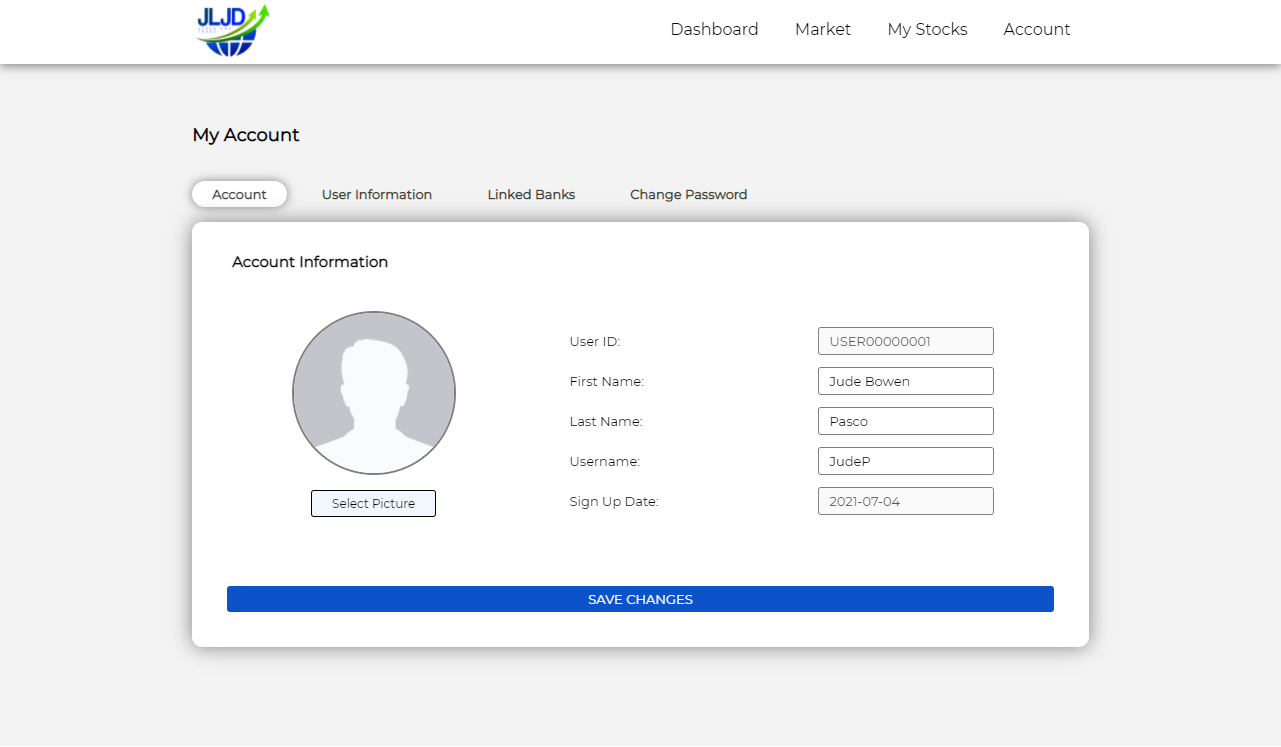 JLJD
Dashboard Market My Stocks Account
My Account
Account User Information Linked Banks Change Password
Account Information
User ID: USER00000001
First Name: Jude Bowen
Last Name: Pasco
Username: JudeP
Select Picture
Sign Up Date: 2021-07-04
SAVE CHANGES